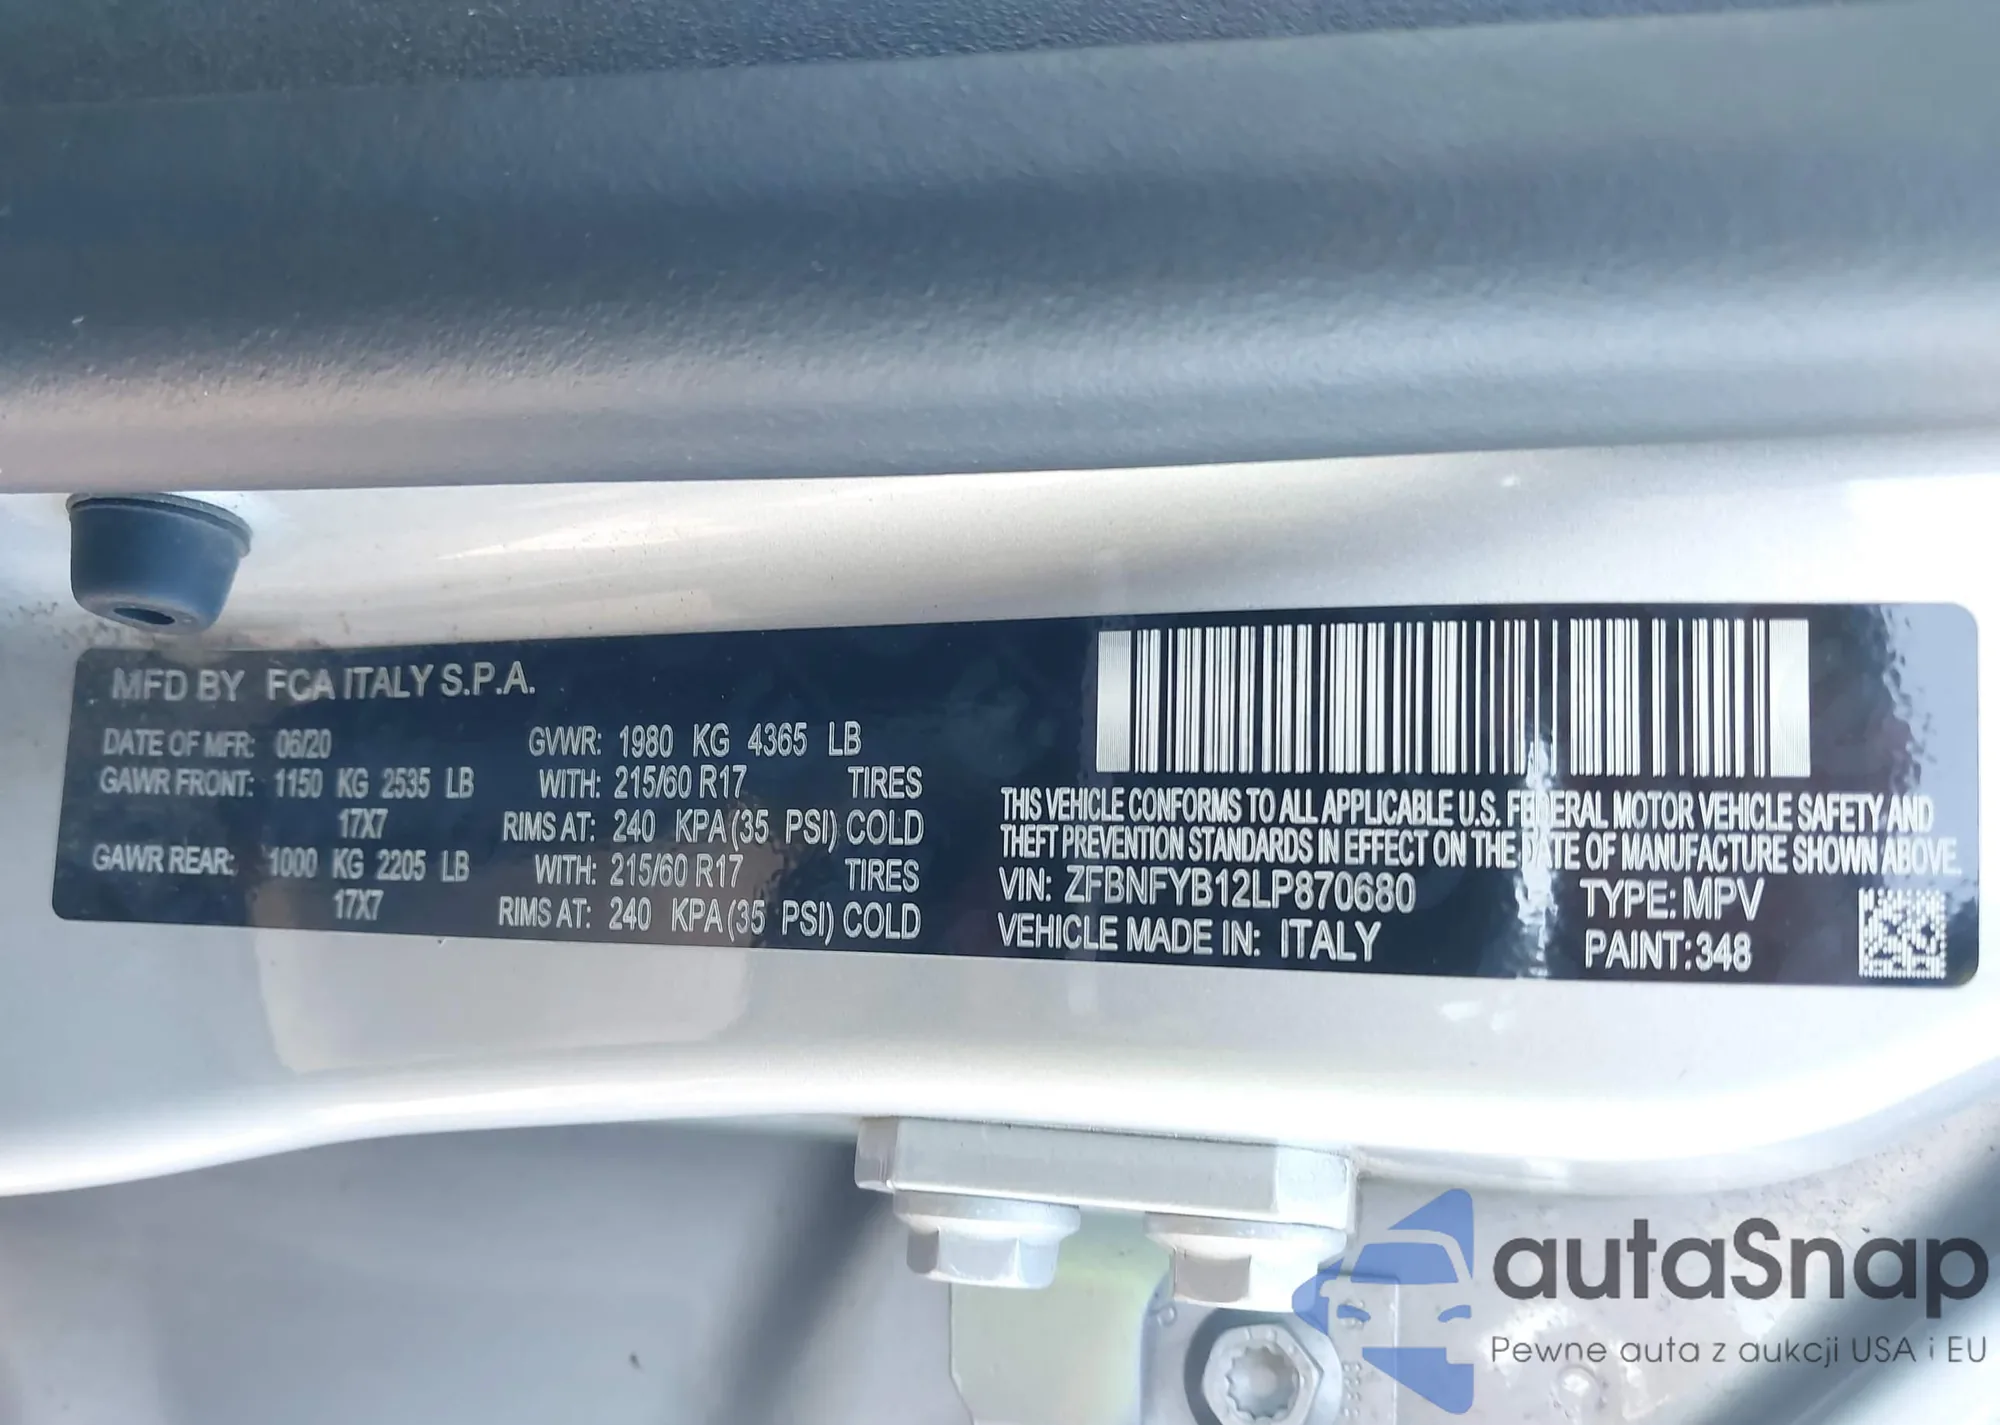 MFD BY FCA ITALY S.P.A.
DATE OF MFR: 06/20 GVWR: 1980 KG 4365 LB
GAWR FRONT: 1150 KG 2535 LB WITH: 215/60 R17 TIRES
17X7 RIMS AT: 240 KPA (35 PSI) COLD
GAWR REAR: 1000 KG 2205 LB WITH: 215/60 R17 TIRES
17X7 RIMS AT: 240 KPA (35 PSI) COLD
THIS VEHICLE CONFORMS TO ALL APPLICABLE U.S. FEDERAL MOTOR VEHICLE SAFETY AND
THEFT PREVENTION STANDARDS IN EFFECT ON THE DATE OF MANUFACTURE SHOWN ABOVE.
VIN: ZFBNFYB12LP870680 TYPE: MPV
VEHICLE MADE IN: ITALY PAINT: 348
autaSnap
Pewne auta z aukcji USA i EU